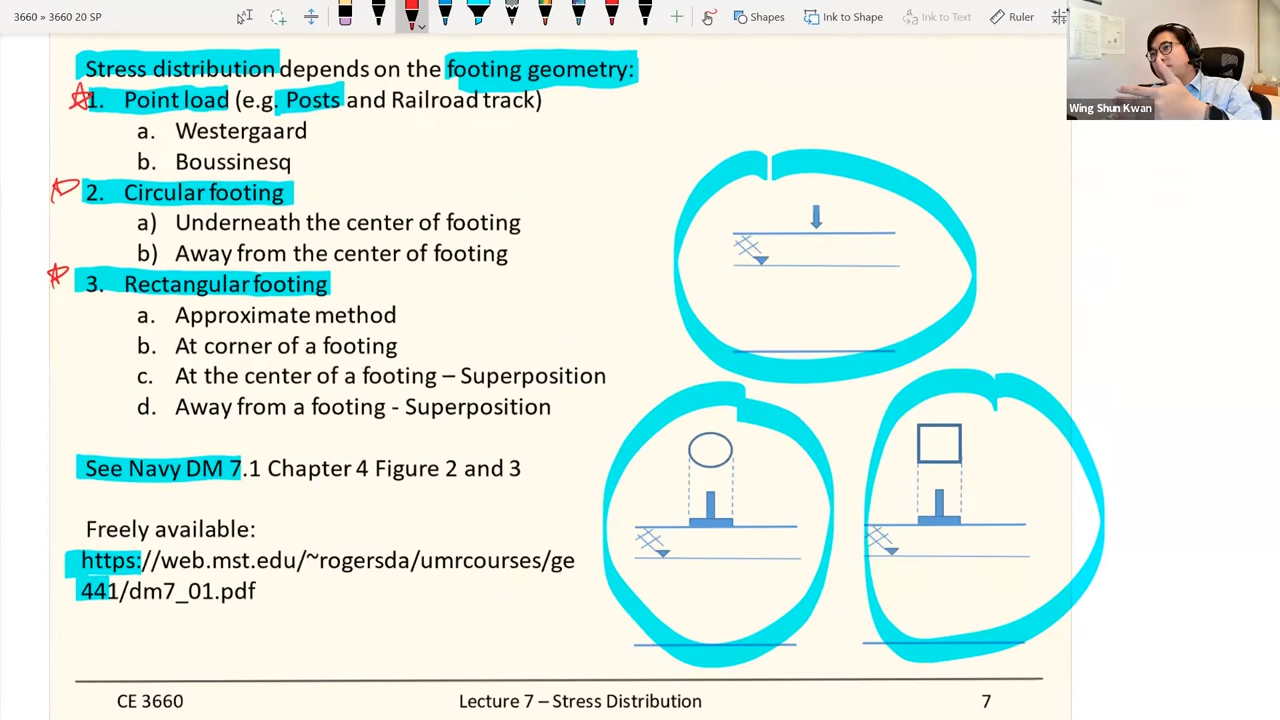 3660 » 3660 20 SP
Shapes
Ink to Shape
Ink to Text
Ruler
Wing Shun Kwan
Stress distribution depends on the footing geometry:
1. Point load (e.g. Posts and Railroad track)
a. Westergaard
b. Boussinesq
2. Circular footing
a) Underneath the center of footing
b) Away from the center of footing
3. Rectangular footing
a. Approximate method
b. At corner of a footing
c. At the center of a footing – Superposition
d. Away from a footing - Superposition
See Navy DM 7.1 Chapter 4 Figure 2 and 3
Freely available:
https://web.mst.edu/~rogersda/umrcourses/ge
441/dm7_01.pdf
CE 3660
Lecture 7 – Stress Distribution
7